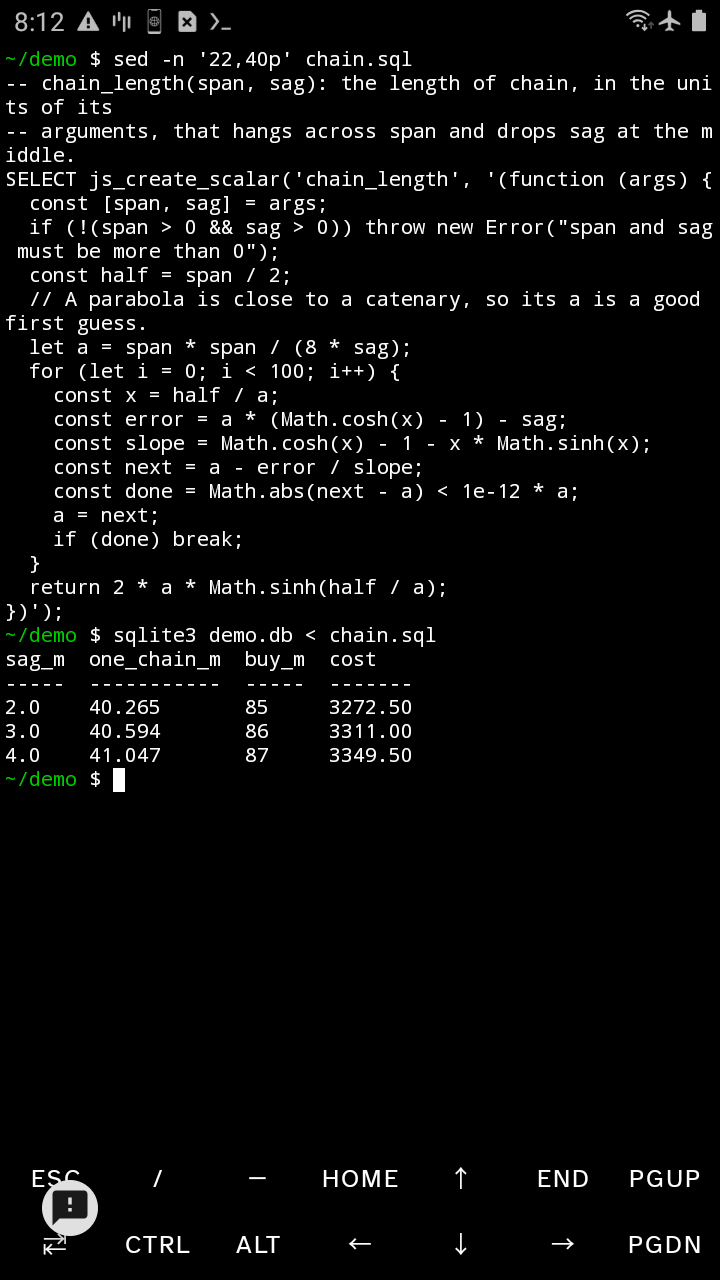 8:12
~/demo $ sed -n '22,40p' chain.sql
-- chain_length(span, sag): the length of chain, in the uni
ts of its
-- arguments, that hangs across span and drops sag at the m
iddle.
SELECT js_create_scalar('chain_length', '(function (args) {
  const [span, sag] = args;
  if (!(span > 0 && sag > 0)) throw new Error("span and sag
 must be more than 0");
  const half = span / 2;
  // A parabola is close to a catenary, so its a is a good
first guess.
  let a = span * span / (8 * sag);
  for (let i = 0; i < 100; i++) {
    const x = half / a;
    const error = a * (Math.cosh(x) - 1) - sag;
    const slope = Math.cosh(x) - 1 - x * Math.sinh(x);
    const next = a - error / slope;
    const done = Math.abs(next - a) < 1e-12 * a;
    a = next;
    if (done) break;
  }
  return 2 * a * Math.sinh(half / a);
})');
~/demo $ sqlite3 demo.db < chain.sql
sag_m  one_chain_m  buy_m  cost
-----  -----------  -----  -------
2.0    40.265       85     3272.50
3.0    40.594       86     3311.00
4.0    41.047       87     3349.50
~/demo $
ESC / — HOME ↑ END PGUP
CTRL ALT ← ↓ → PGDN